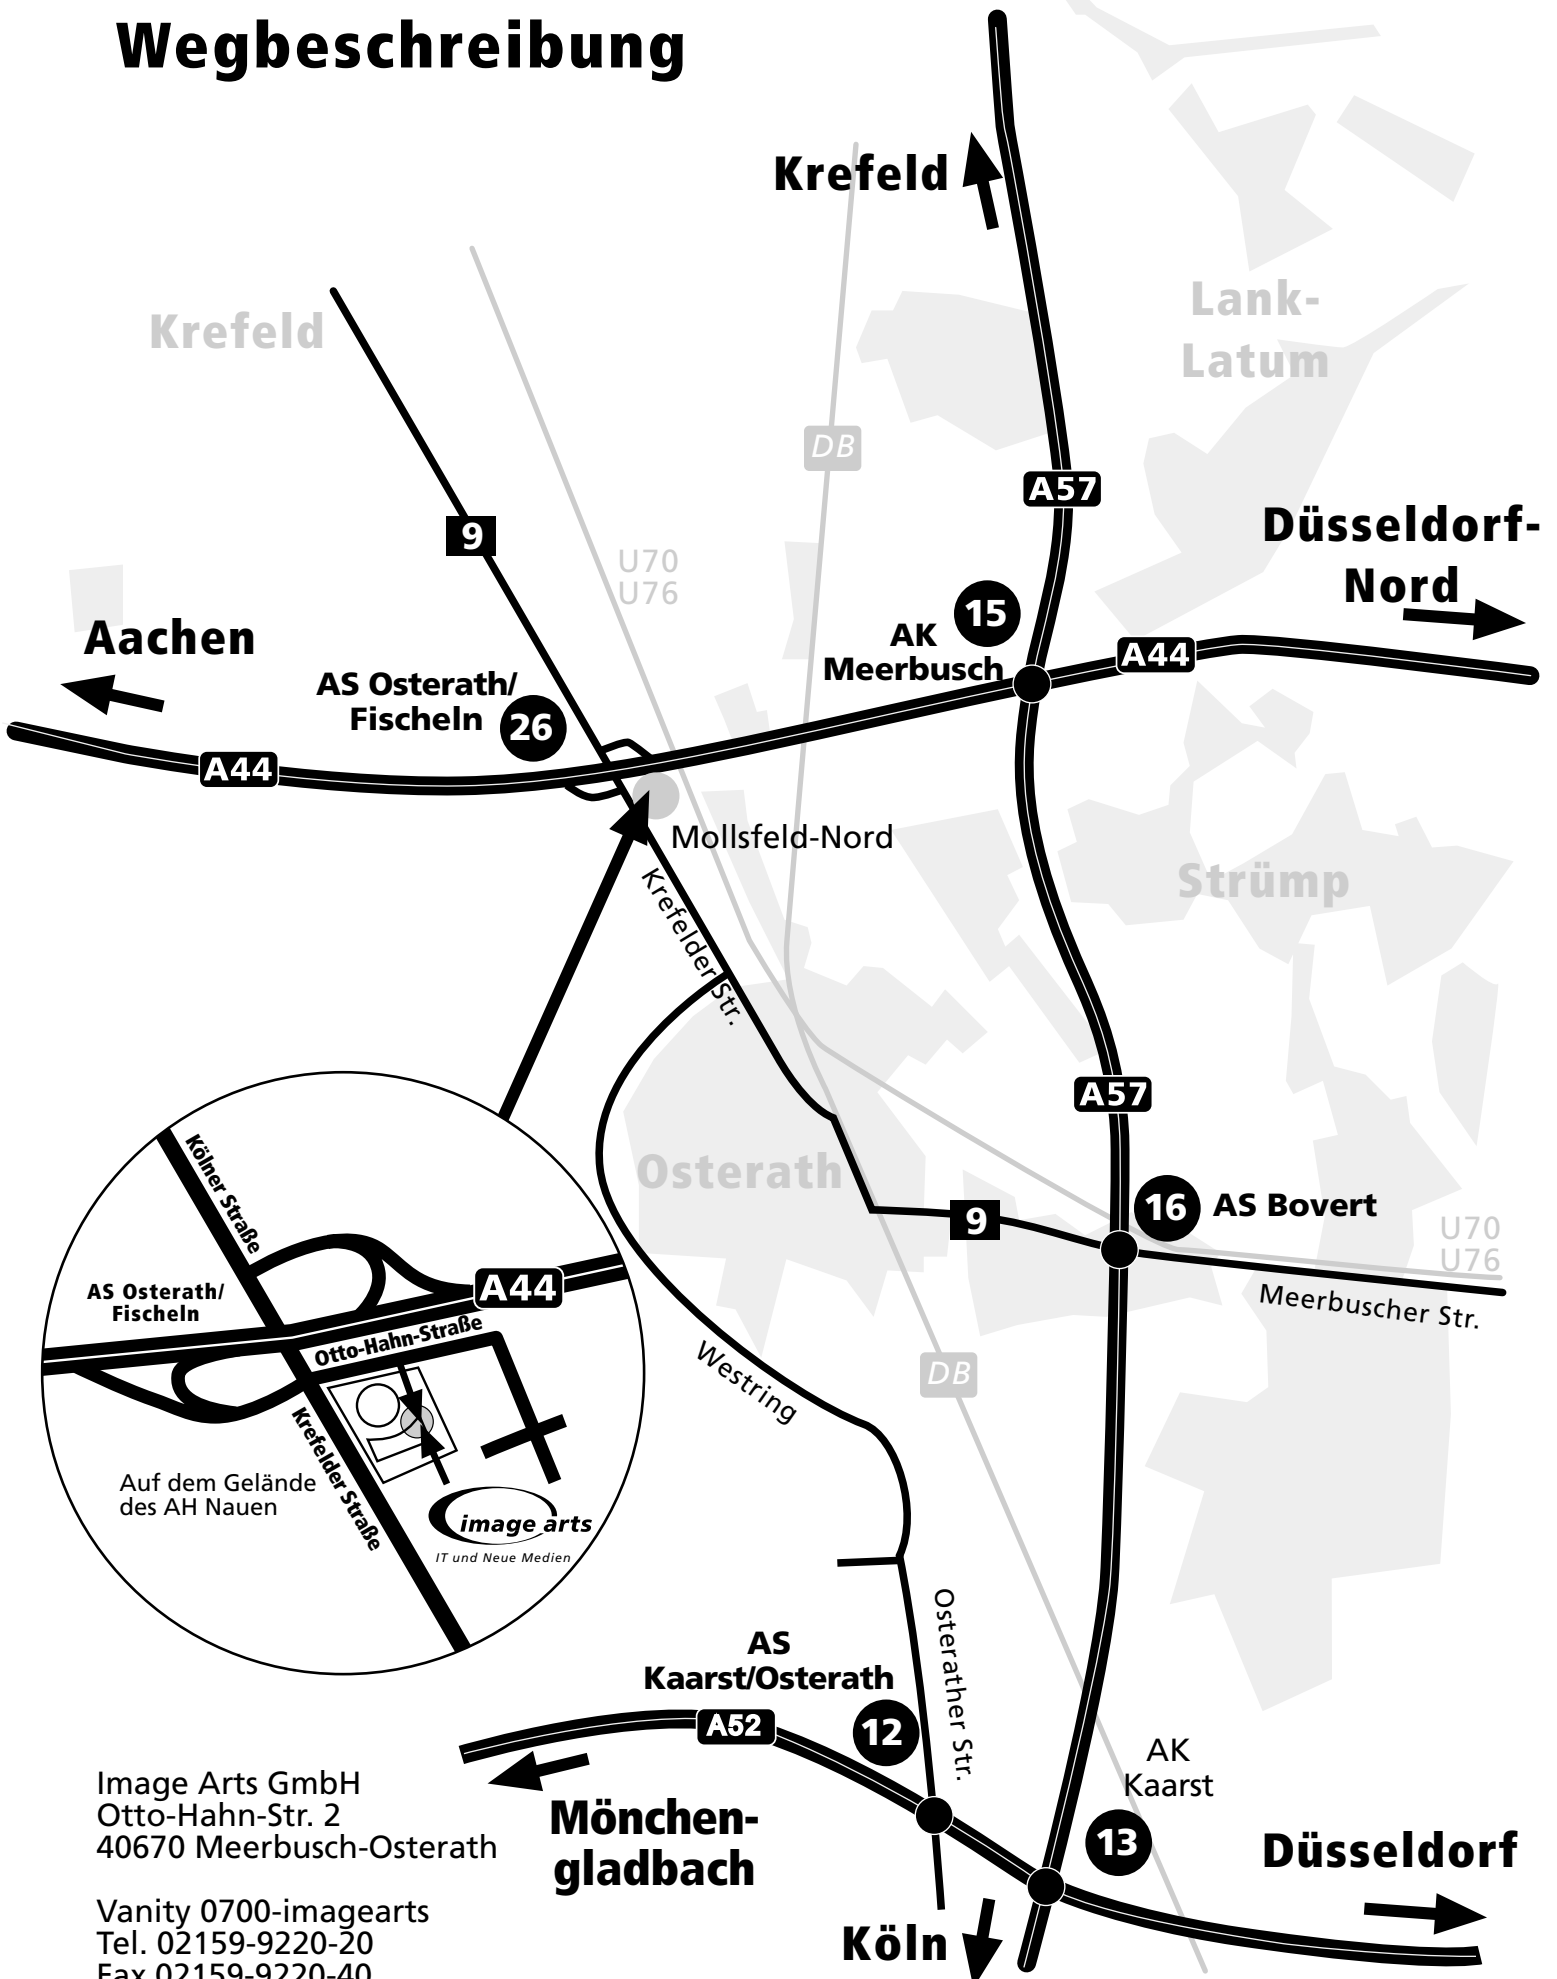 Wegbeschreibung
Krefeld
Krefeld
Lank-
Latum
DB
A57
9
Düsseldorf-
Nord
U70
U76
15
AK
Meerbusch
A44
Aachen
AS Osterath/
Fischeln
26
A44
Mollsfeld-Nord
Strümp
Krefelder Str.
A57
Osterath
16
AS Bovert
9
U70
U76
Meerbuscher Str.
Kölner Straße
AS Osterath/
Fischeln
A44
Otto-Hahn-Straße
Krefelder Straße
Auf dem Gelände
des AH Nauen
image arts
IT und Neue Medien
Westring
DB
Osterather Str.
AS
Kaarst/Osterath
12
A52
AK
Kaarst
13
Mönchen-
gladbach
Düsseldorf
Köln
Image Arts GmbH
Otto-Hahn-Str. 2
40670 Meerbusch-Osterath
Vanity 0700-imagearts
Tel. 02159-9220-20
Fax 02159-9220-40